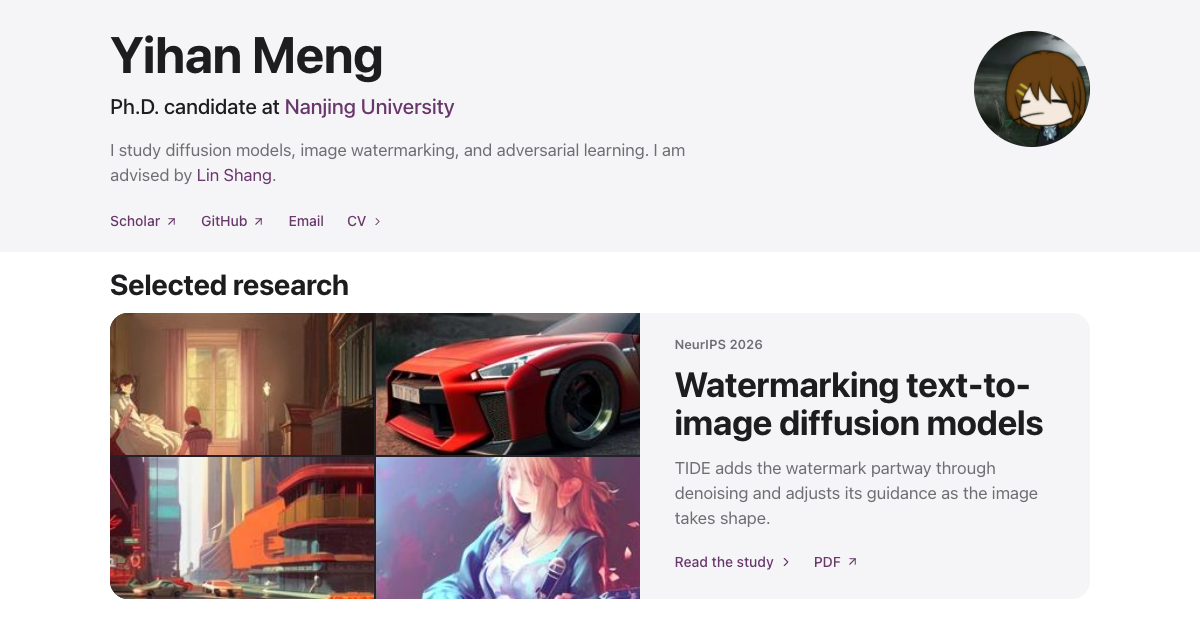 Yihan Meng
Ph.D. candidate at Nanjing University
I study diffusion models, image watermarking, and adversarial learning. I am
advised by Lin Shang.
Scholar GitHub Email CV
Selected research
NeurIPS 2026
Watermarking text-to-
image diffusion models
TIDE adds the watermark partway through
denoising and adjusts its guidance as the image
takes shape.
Read the study PDF